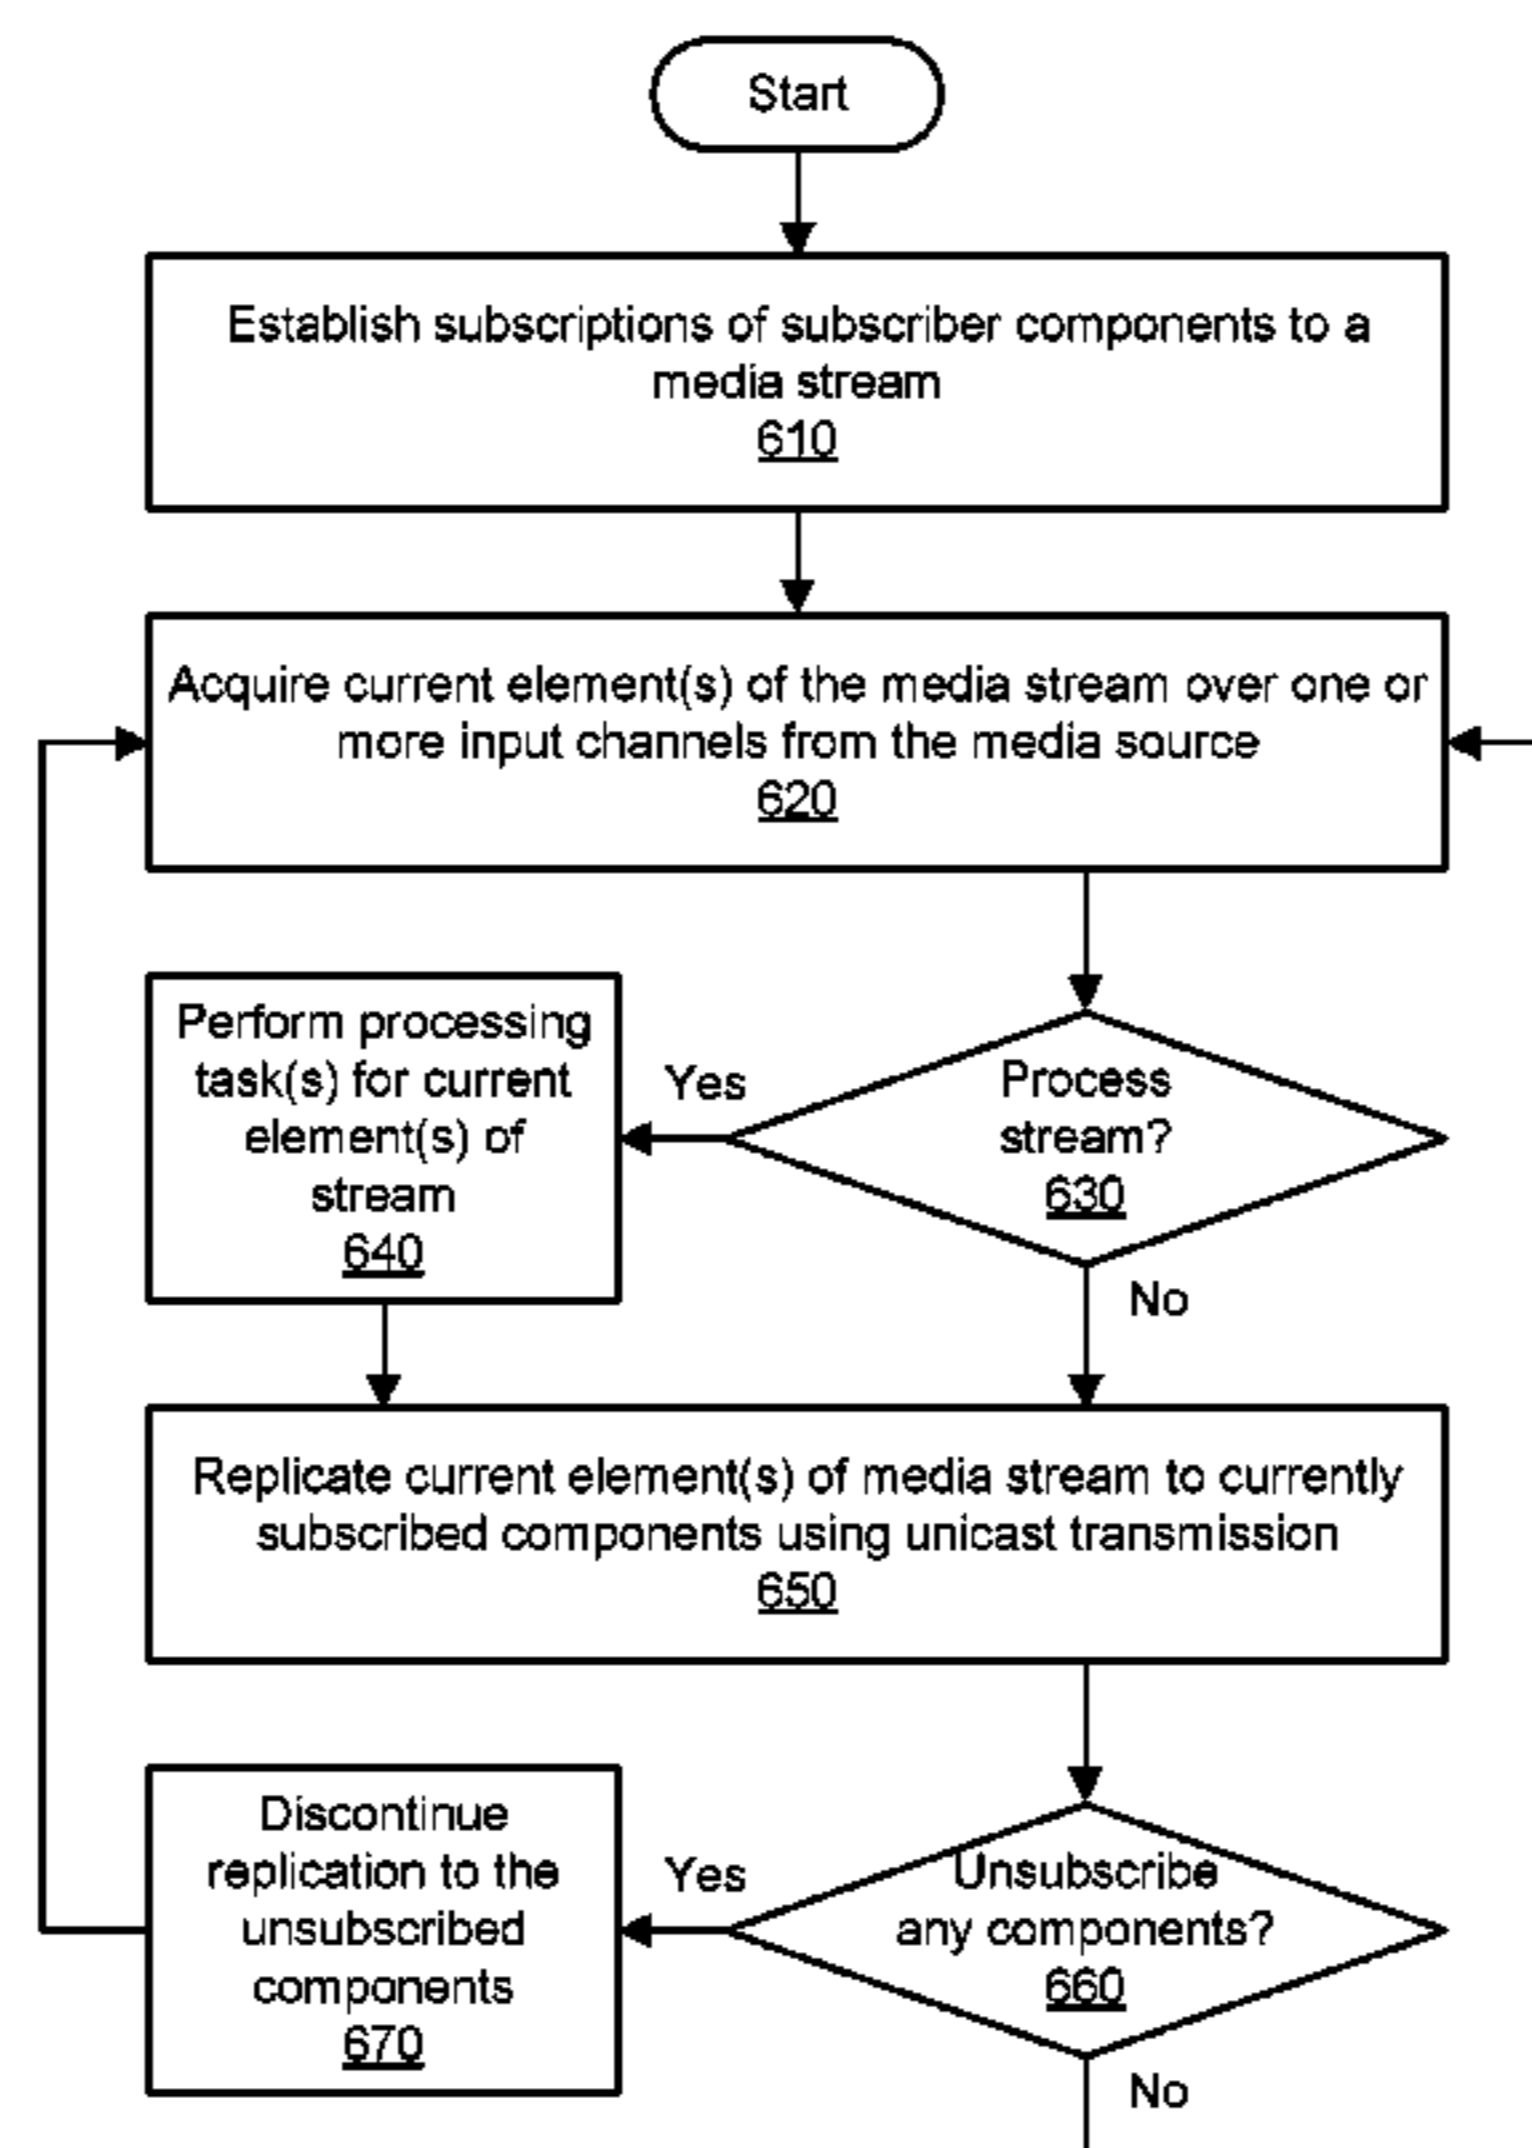 Start
Establish subscriptions of subscriber components to a
media stream
610
Acquire current element(s) of the media stream over one or
more input channels from the media source
620
Perform processing
task(s) for current
element(s) of
stream
640
Yes
Process
stream?
630
No
Replicate current element(s) of media stream to currently
subscribed components using unicast transmission
650
Discontinue
replication to the
unsubscribed
components
670
Yes
Unsubscribe
any components?
660
No